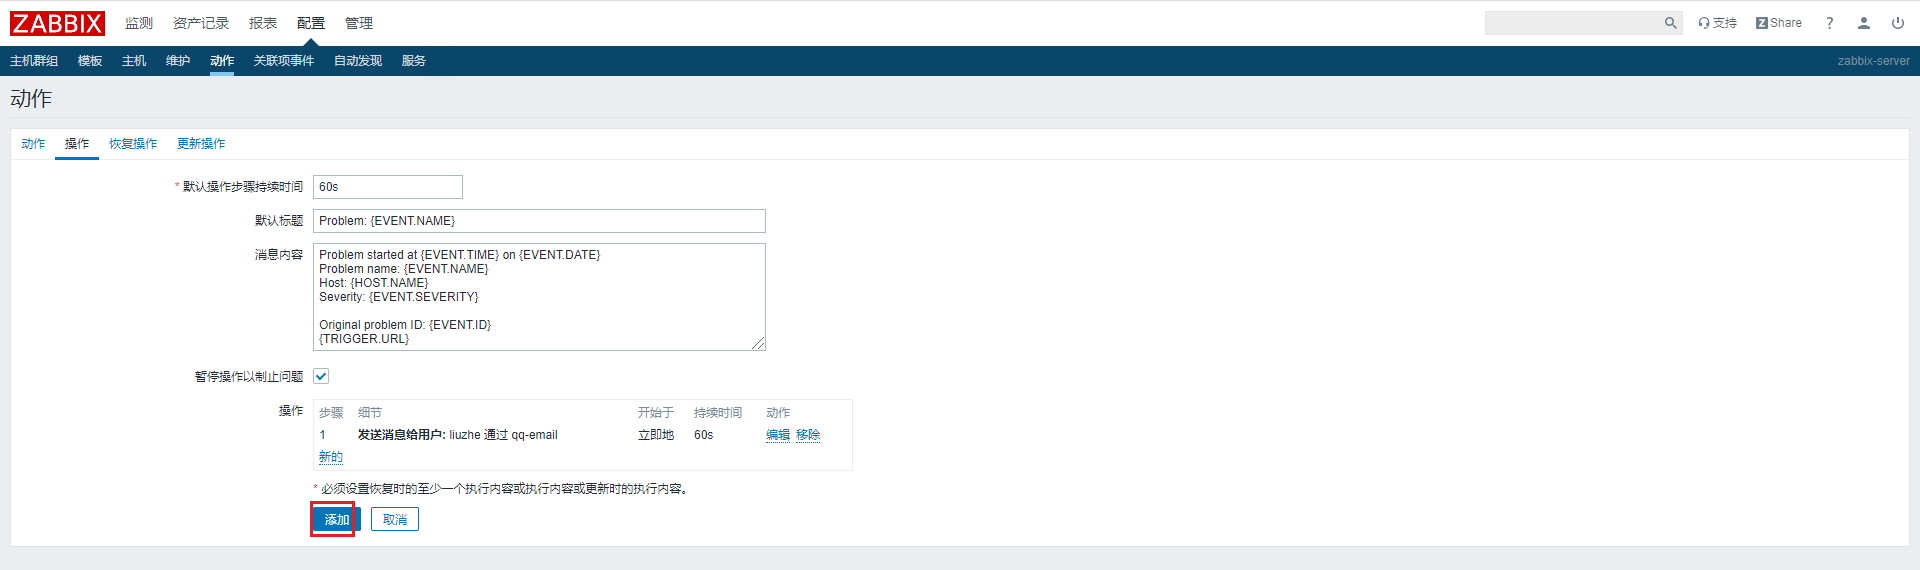 ZABBIX 监测 资产记录 报表 配置 管理 支持 Z Share ?
主机群组 模板 主机 维护 动作 关联项事件 自动发现 服务 zabbix-server
动作
动作 操作 恢复操作 更新操作
* 默认操作步骤持续时间 60s
默认标题 Problem: {EVENT.NAME}
消息内容 Problem started at {EVENT.TIME} on {EVENT.DATE}
Problem name: {EVENT.NAME}
Host: {HOST.NAME}
Severity: {EVENT.SEVERITY}
Original problem ID: {EVENT.ID}
{TRIGGER.URL}
暂停操作以制止问题
操作 步骤 细节 开始于 持续时间 动作
1 发送消息给用户: liuzhe 通过 qq-email 立即地 60s 编辑 移除
新的
* 必须设置恢复时的至少一个执行内容或执行内容或更新时的执行内容。
添加 取消